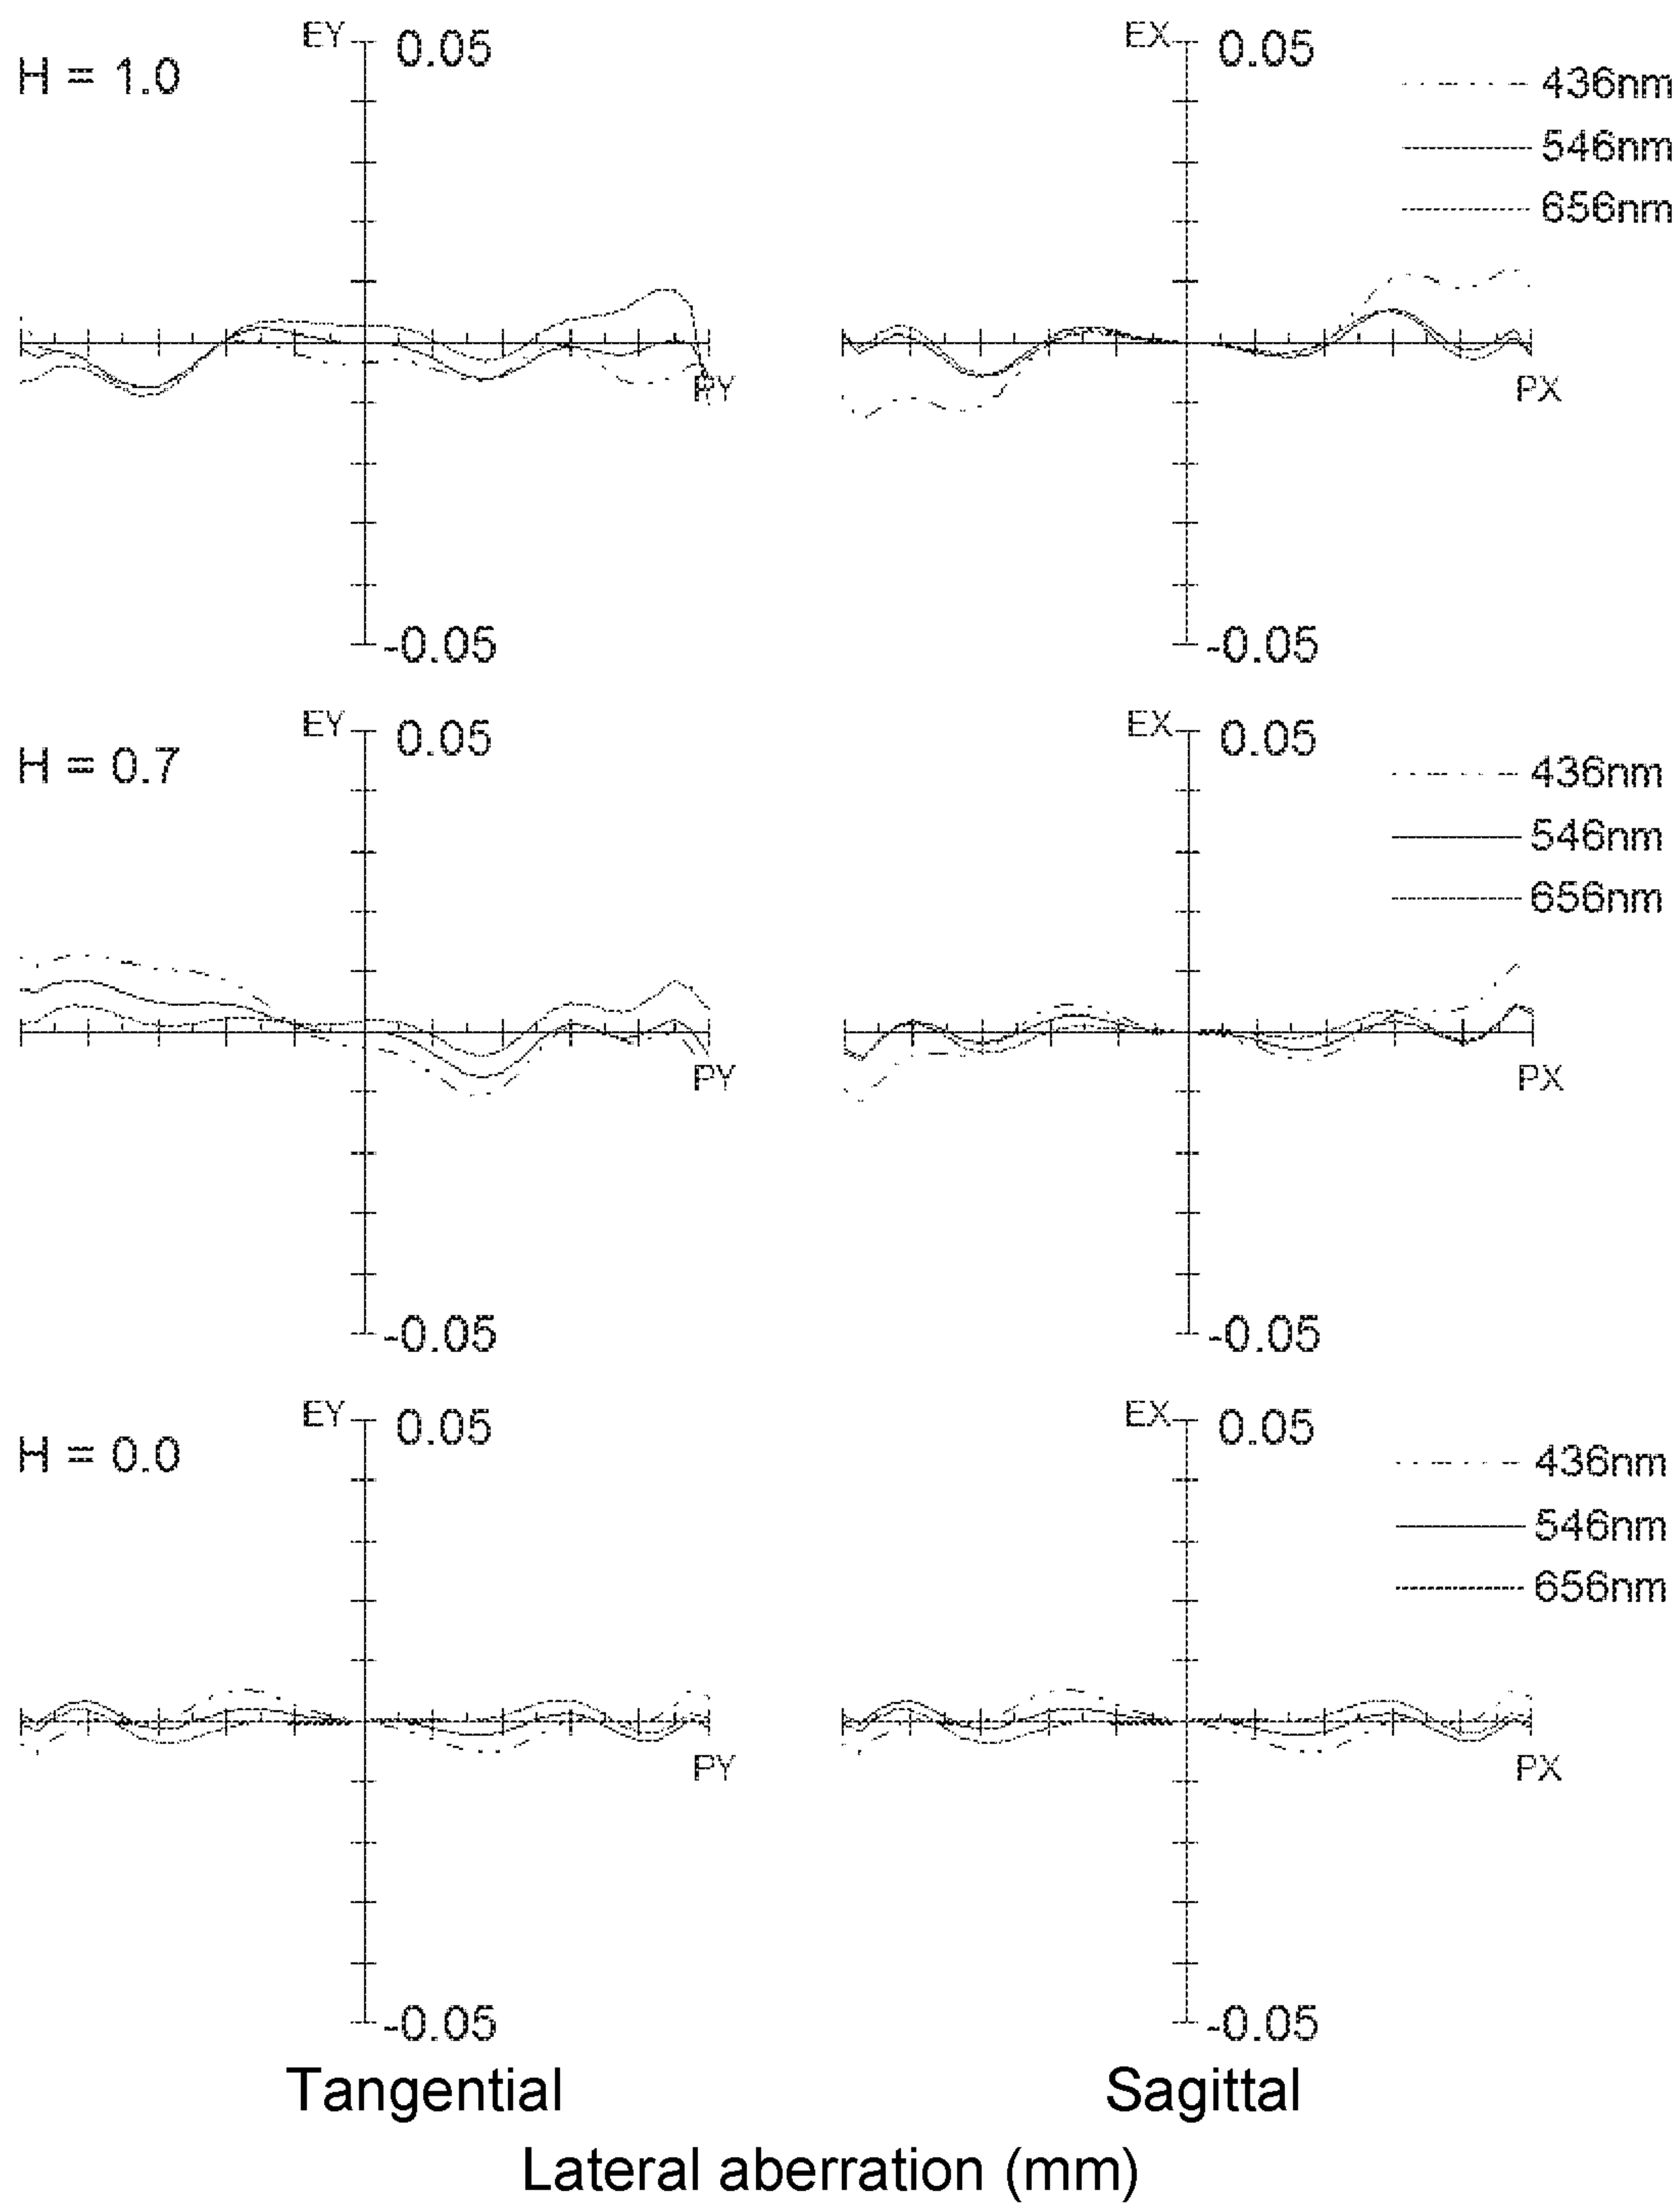 EY 0.05 EX 0.05
H = 1.0 436nm
546nm
656nm
PY PX
-0.05 -0.05
EY 0.05 EX 0.05
H = 0.7 436nm
546nm
656nm
PY PX
-0.05 -0.05
EY 0.05 EX 0.05
H = 0.0 436nm
546nm
656nm
PY PX
-0.05 -0.05
Tangential Sagittal
Lateral aberration (mm)